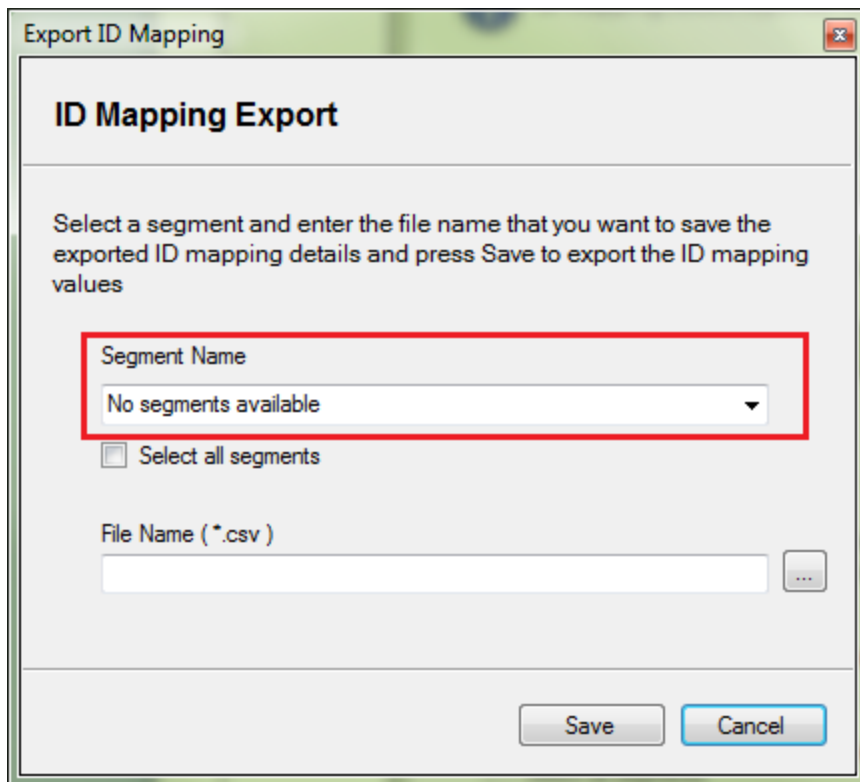 Export ID Mapping
ID Mapping Export
Select a segment and enter the file name that you want to save the
exported ID mapping details and press Save to export the ID mapping
values
Segment Name
No segments available
Select all segments
File Name ( *.csv )
...
Save Cancel